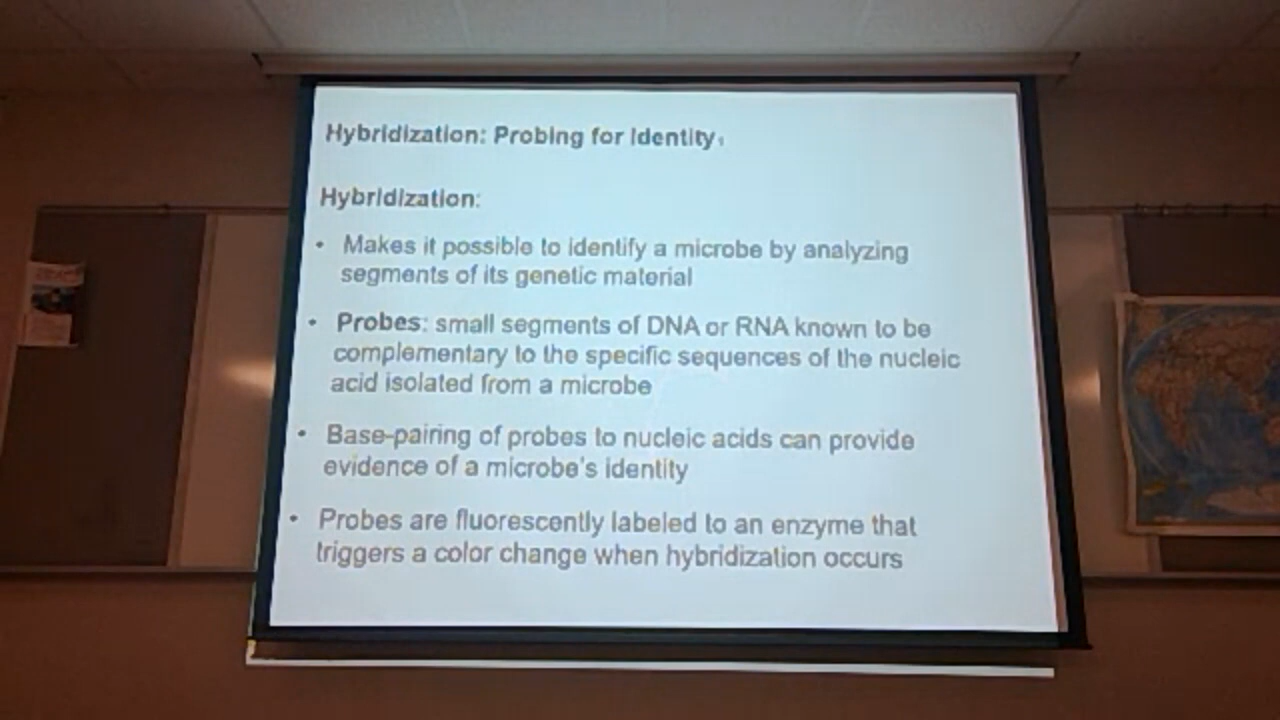 Hybridization: Probing for Identity₁
Hybridization:
• Makes it possible to identify a microbe by analyzing
segments of its genetic material
• Probes: small segments of DNA or RNA known to be
complementary to the specific sequences of the nucleic
acid isolated from a microbe
• Base-pairing of probes to nucleic acids can provide
evidence of a microbe's identity
• Probes are fluorescently labeled to an enzyme that
triggers a color change when hybridization occurs